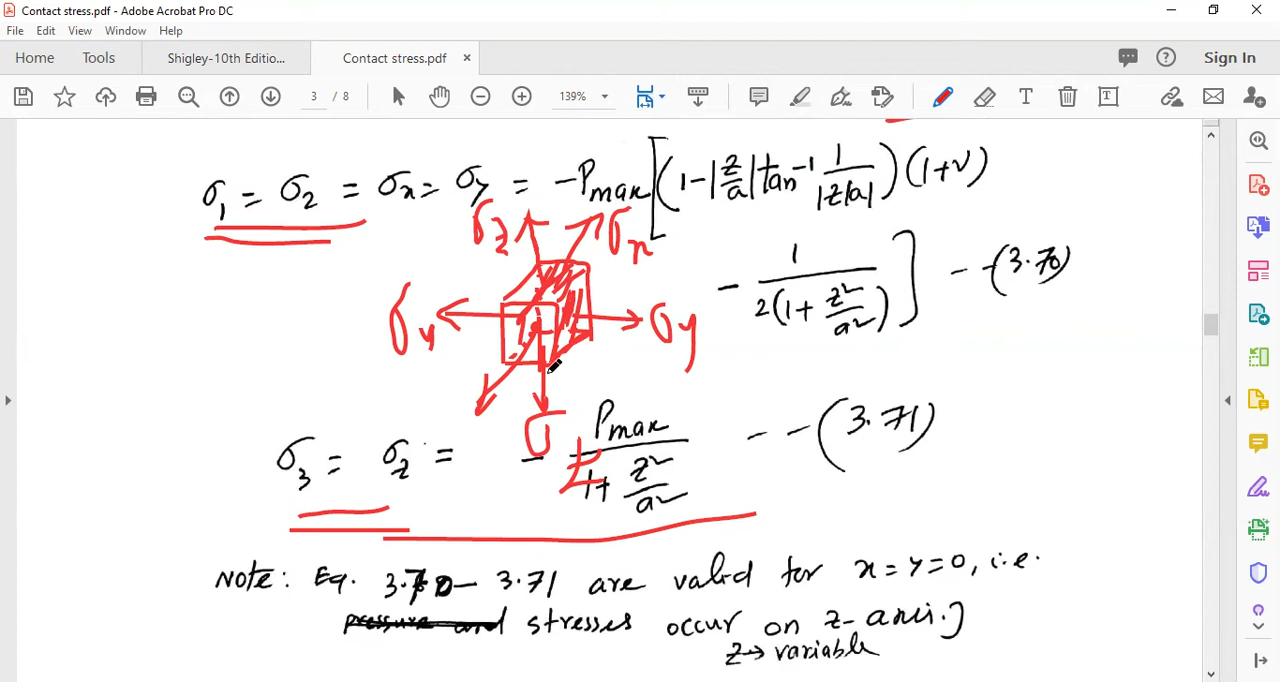 Contact stress.pdf - Adobe Acrobat Pro DC
File Edit View Window Help
Home Tools Shigley-10th Editio... Contact stress.pdf × Sign In
3 / 8 139%
σ₁ = σ₂ = σx = σy = -Pmax [(1 - |z/a| tan⁻¹ 1/|z/a|)(1+ν)
σz σx
- 1/(2(1 + z²/a²))] - - (3.70)
σy σy
σ₃ = σz = - Pmax/(1 + z²/a²) - - (3.71)
σz
Note: Eq. 3.70 - 3.71 are valid for x = y = 0, i.e.
pressure and stresses occur on z-axis.]
z → variable